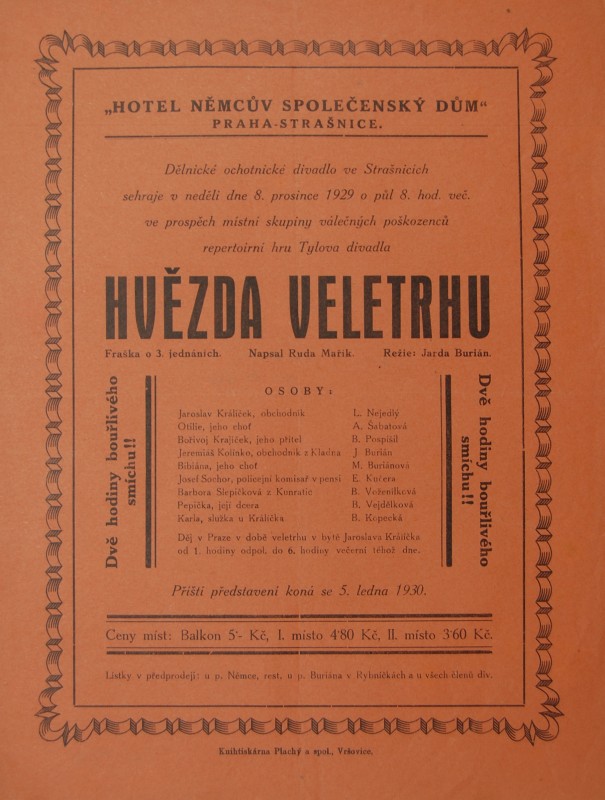 „HOTEL NĚMCŮV SPOLEČENSKÝ DŮM“
PRAHA-STRAŠNICE.
Dělnické ochotnické divadlo ve Strašnicích
sehraje v neděli dne 8. prosince 1929 o půl 8. hod. več.
ve prospěch místní skupiny válečných poškozenců
repertoirní hru Tylova divadla
HVĚZDA VELETRHU
Fraška o 3. jednáních. Napsal Ruda Mařík. Režie: Jarda Burián.
Dvě hodiny bouřlivého
smíchu!!
OSOBY:
Jaroslav Králíček, obchodník L. Nejedlý
Otilie, jeho choť A. Šabatová
Bořivoj Krajíček, jeho přítel B. Pospíšil
Jeremiáš Kolinko, obchodník z Kladna J. Burián
Bibiána, jeho choť M. Buriánová
Josef Sochor, policejní komisař v pensi E. Kučera
Barbora Slepičková z Kunratic B. Voženílková
Pepička, její dcera B. Vejdělková
Karla, služka u Králíčka B. Kopecká
Děj v Praze v době veletrhu v bytě Jaroslava Králíčka
od 1. hodiny odpol. do 6. hodiny večerní téhož dne.
Dvě hodiny bouřlivého
smíchu!!
Příští představení koná se 5. ledna 1930.
Ceny míst: Balkon 5·- Kč, I. místo 4·80 Kč, II. místo 3·60 Kč.
Lístky v předprodeji: u p. Němce, rest. u p. Buriána v Rybníčkách a u všech členů div.
Knihtiskárna Plachý a spol., Vršovice.